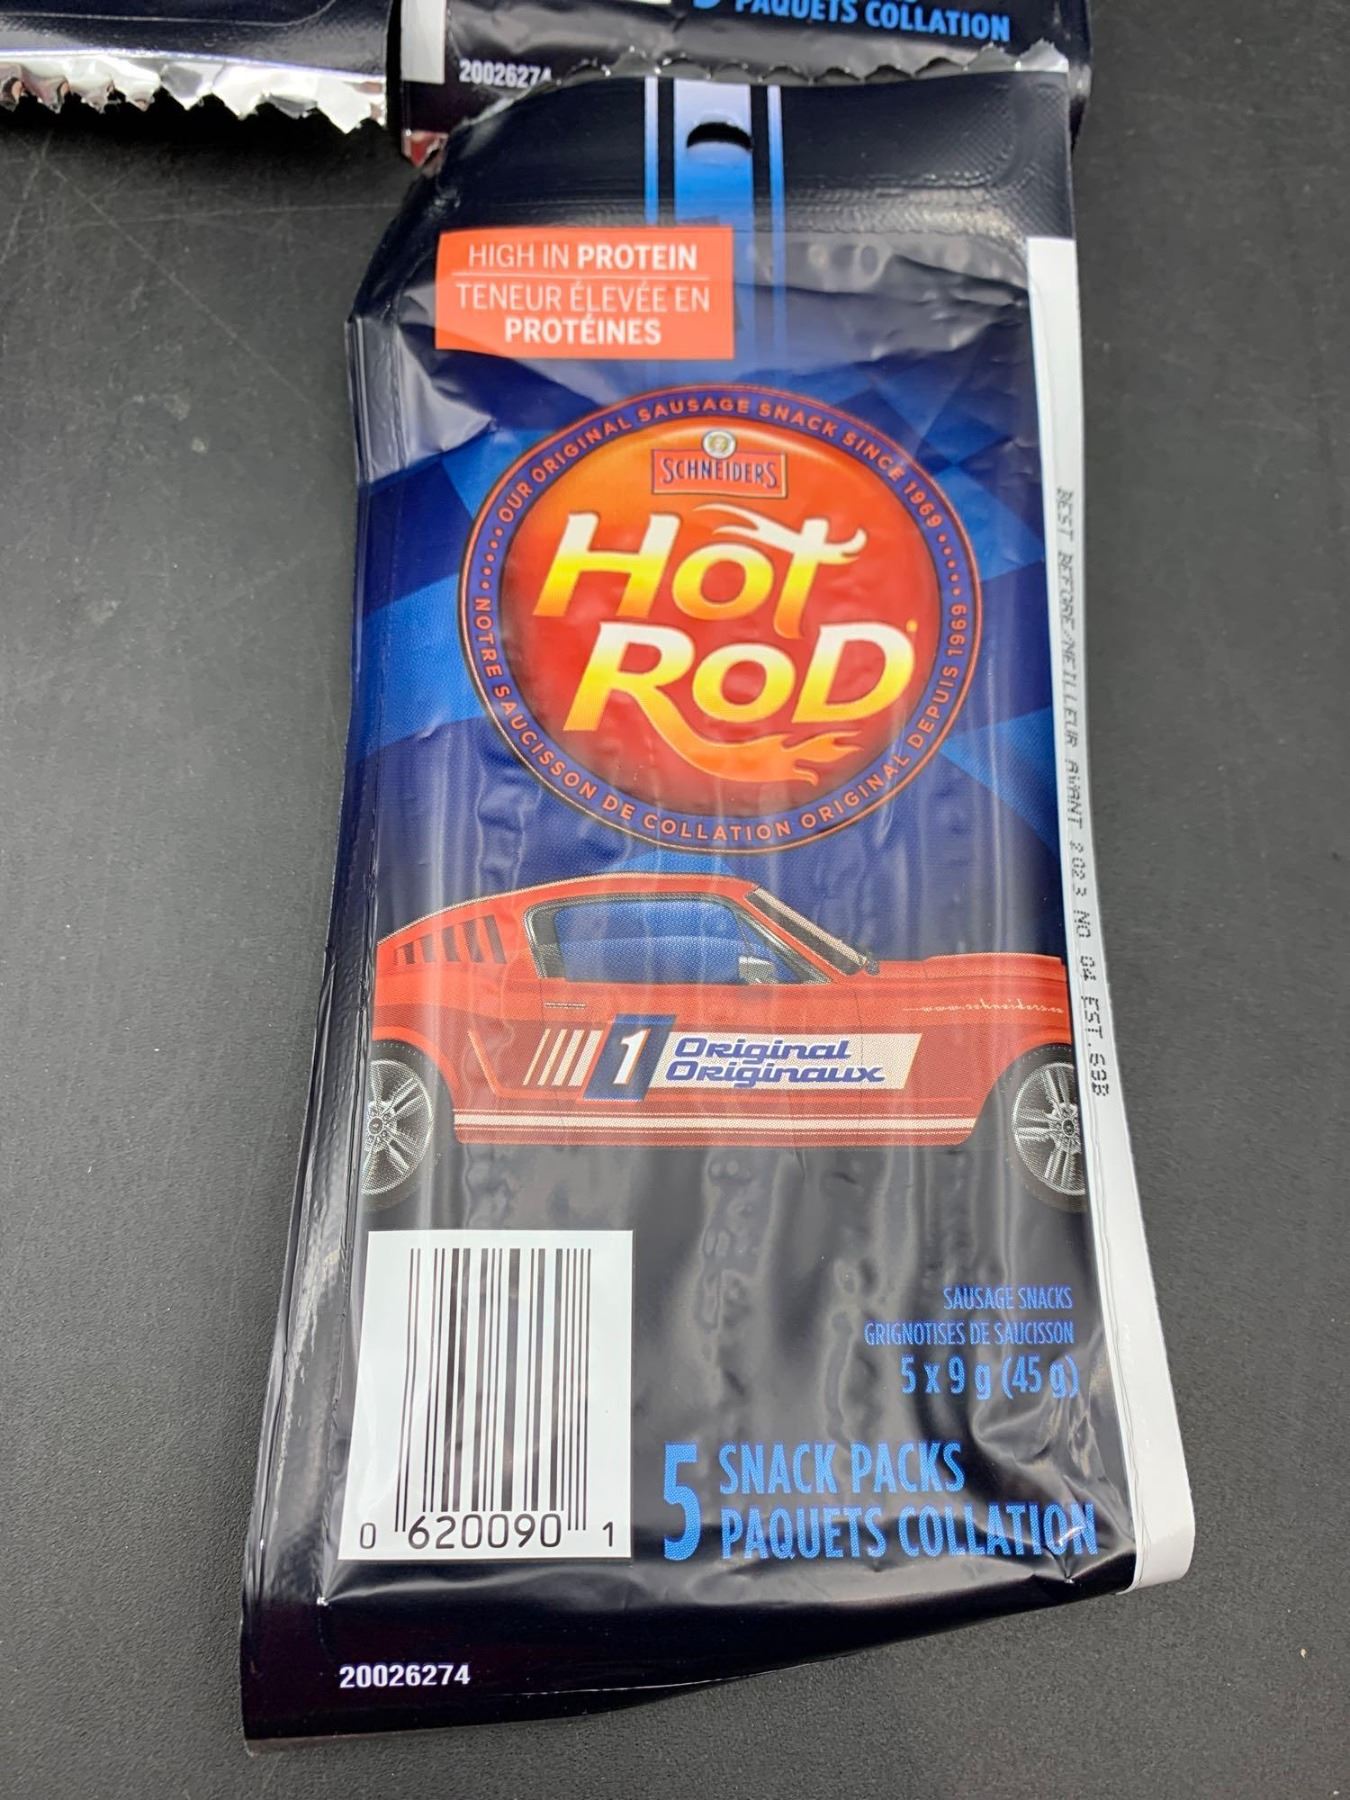 PAQUETS COLLATION
20026274
HIGH IN PROTEIN
TENEUR ÉLEVÉE EN
PROTÉINES
OUR ORIGINAL SAUSAGE SNACK SINCE 1969
SCHNEIDERS
HOT
ROD
NOTRE SAUCISSON DE COLLATION ORIGINAL DEPUIS 1969
BEST BEFORE/MEILLEUR AVANT 2023 NO 04 EST.69B
1 Original
Originaux
SAUSAGE SNACKS
GRIGNOTISES DE SAUCISSON
5 x 9 g (45 g)
5 SNACK PACKS
PAQUETS COLLATION
0 620090 1
20026274